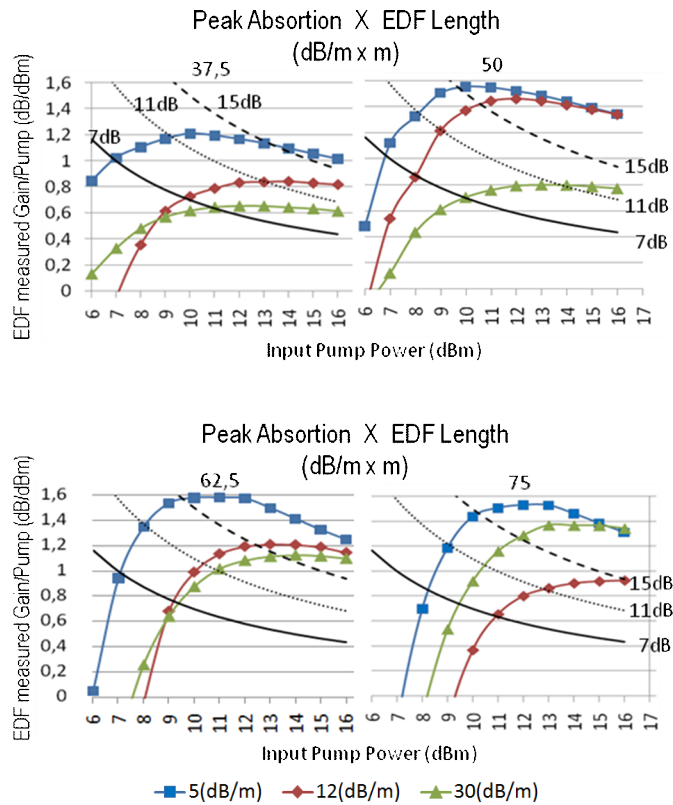 Peak Absortion X EDF Length
(dB/m x m)
37,5
50
EDF measured Gain/Pump (dB/dBm)
1,6
1,4
1,2
1
0,8
0,6
0,4
0,2
0
7dB
11dB
15dB
15dB
11dB
7dB
6 7 8 9 10 11 12 13 14 15 16
6 7 8 9 10 11 12 13 14 15 16 17
Input Pump Power (dBm)
Peak Absortion X EDF Length
(dB/m x m)
62,5
75
EDF measured Gain/Pump (dB/dBm)
1,6
1,4
1,2
1
0,8
0,6
0,4
0,2
0
15dB
11dB
7dB
6 7 8 9 10 11 12 13 14 15 16
6 7 8 9 10 11 12 13 14 15 16 17
Input Pump Power (dBm)
5(dB/m) 12(dB/m) 30(dB/m)